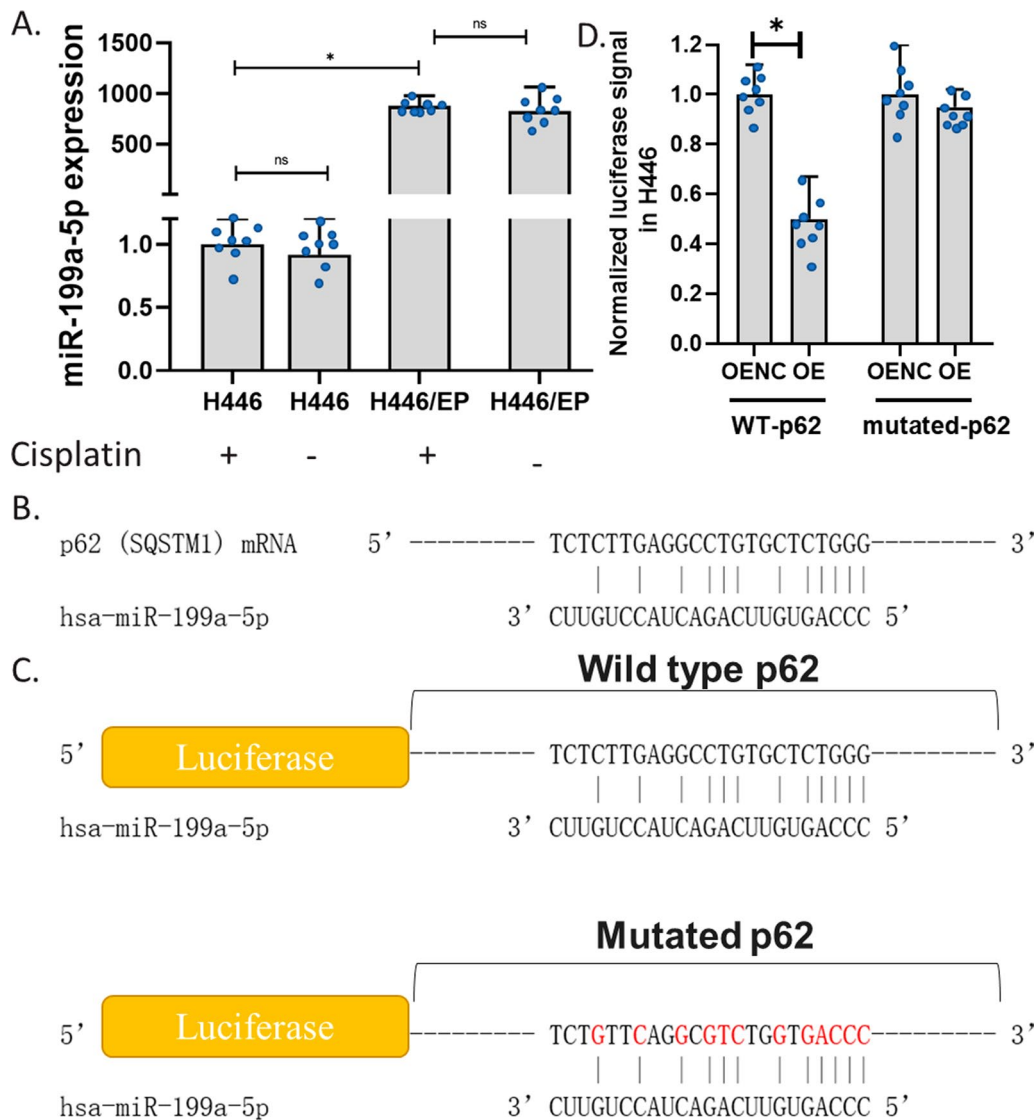 A.
miR-199a-5p expression
1500
1000
500
1.0
0.5
0.0
*
ns
ns
H446 H446 H446/EP H446/EP
Cisplatin + - + -
D.
Normalized luciferase signal
in H446
1.2
1.0
0.8
0.6
0.4
0.2
0.0
*
OENC OE OENC OE
WT-p62 mutated-p62
B.
p62 (SQSTM1) mRNA 5’ --------- TCTCTTGAGGCCTGTGCTCTGGG--------- 3’
hsa-miR-199a-5p 3’ CUUGUCCAUCAGACUUGUGACCC 5’
C.
Wild type p62
5’ Luciferase --------- TCTCTTGAGGCCTGTGCTCTGGG--------- 3’
hsa-miR-199a-5p 3’ CUUGUCCAUCAGACUUGUGACCC 5’
Mutated p62
5’ Luciferase --------- TCTGTTCAGGCGTCTGGTGACCC--------- 3’
hsa-miR-199a-5p 3’ CUUGUCCAUCAGACUUGUGACCC 5’